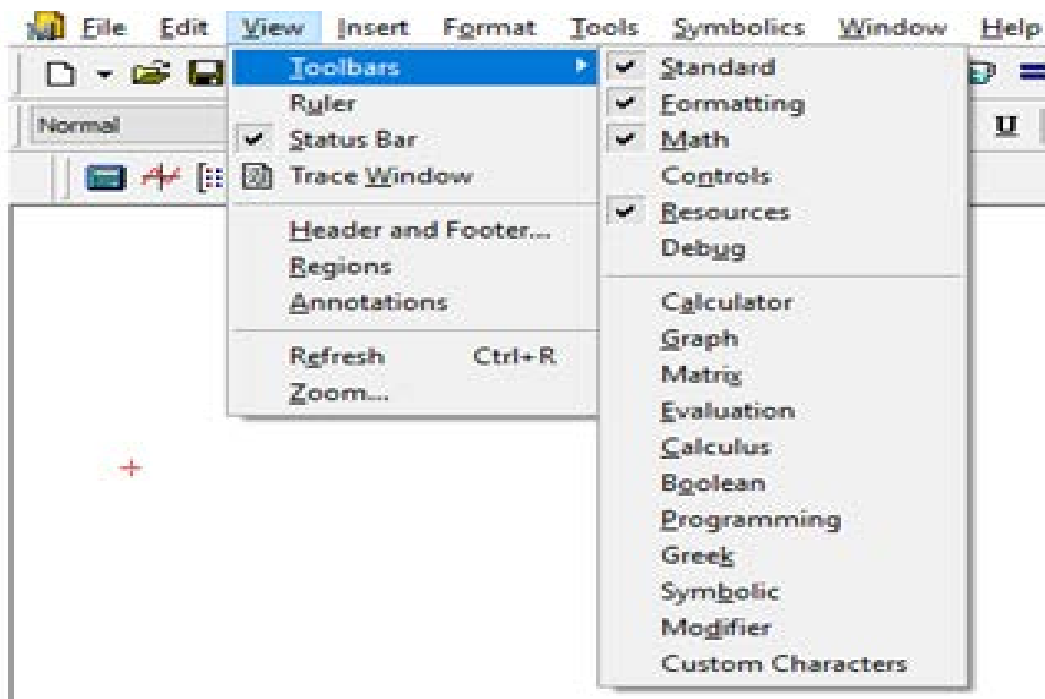 File Edit View Insert Format Tools Symbolics Window Help
Normal
U
Toolbars
Ruler
Status Bar
Trace Window
Header and Footer...
Regions
Annotations
Refresh Ctrl+R
Zoom...
Standard
Formatting
Math
Controls
Resources
Debug
Calculator
Graph
Matrix
Evaluation
Calculus
Boolean
Programming
Greek
Symbolic
Modifier
Custom Characters